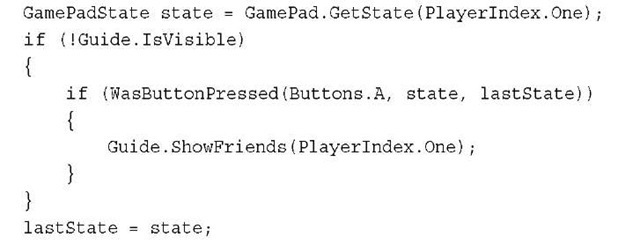 GamePadState state = GamePad.GetState(PlayerIndex.One);
if (!Guide.IsVisible)
{
    if (WasButtonPressed(Buttons.A, state, lastState))
    {
        Guide.ShowFriends(PlayerIndex.One);
    }
}
lastState = state;